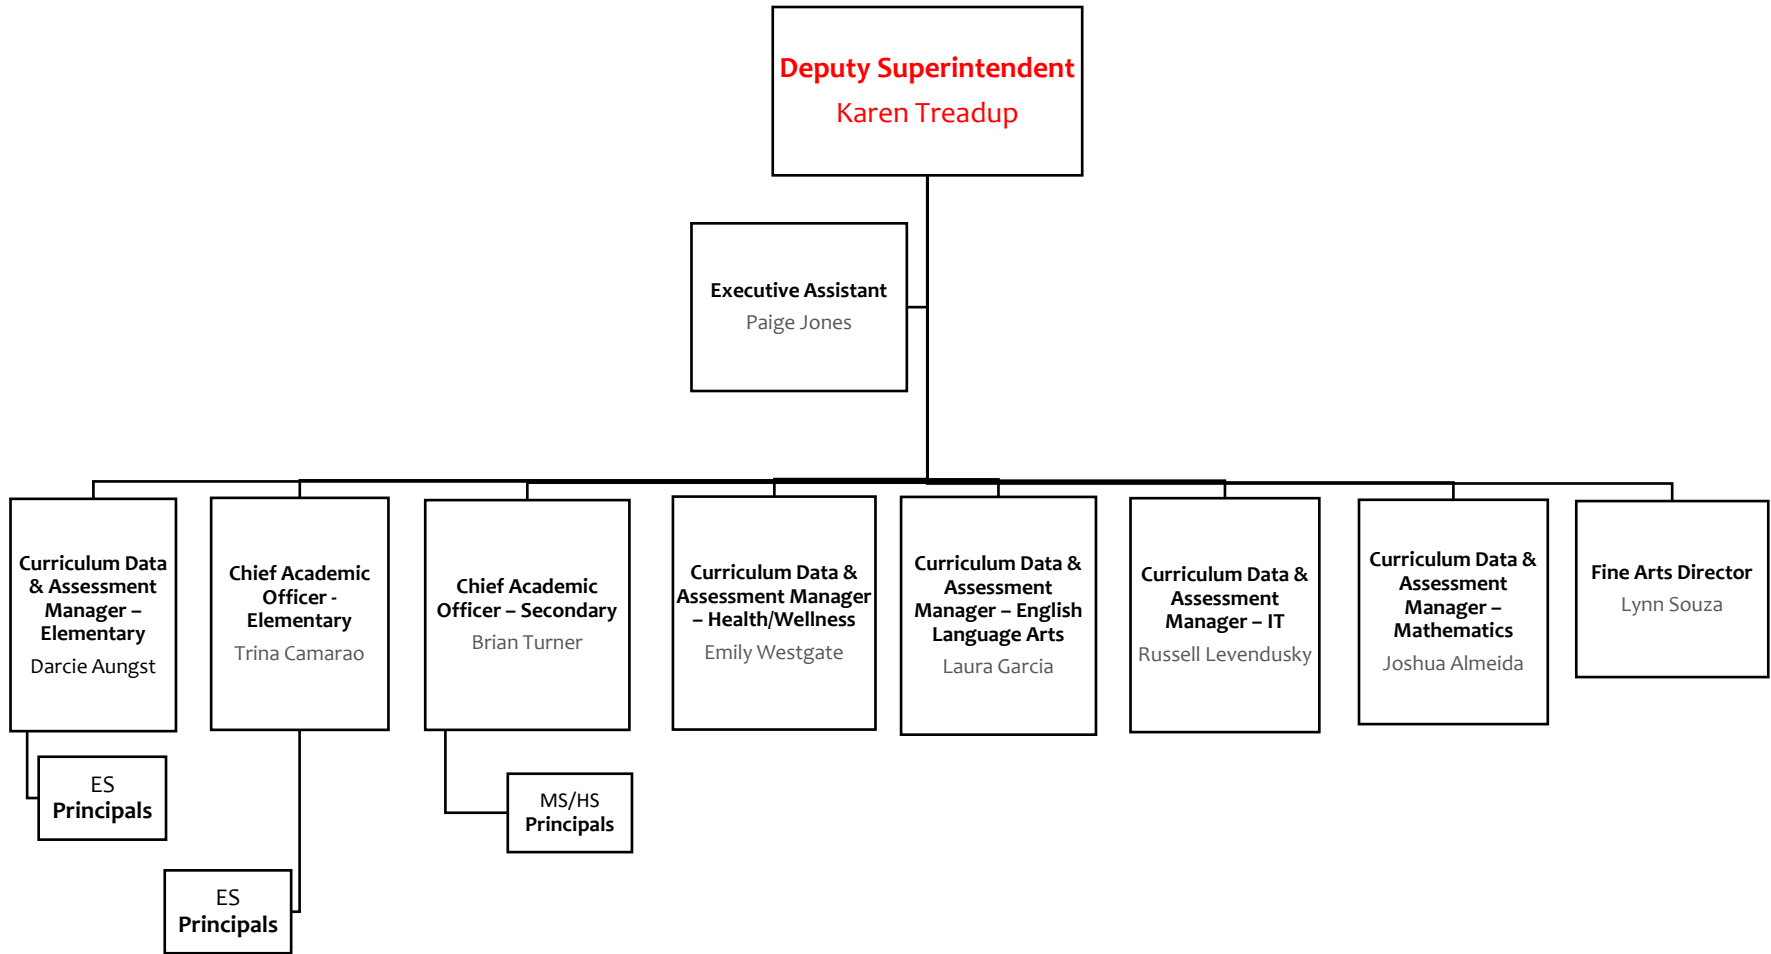 Deputy Superintendent
Karen Treadup
Executive Assistant
Paige Jones
Curriculum Data
& Assessment
Manager –
Elementary
Darcie Aungst
Chief Academic
Officer -
Elementary
Trina Camarao
Chief Academic
Officer – Secondary
Brian Turner
Curriculum Data &
Assessment Manager
– Health/Wellness
Emily Westgate
Curriculum Data &
Assessment
Manager – English
Language Arts
Laura Garcia
Curriculum Data &
Assessment
Manager – IT
Russell Levendusky
Curriculum Data &
Assessment
Manager –
Mathematics
Joshua Almeida
Fine Arts Director
Lynn Souza
ES
Principals
MS/HS
Principals
ES
Principals